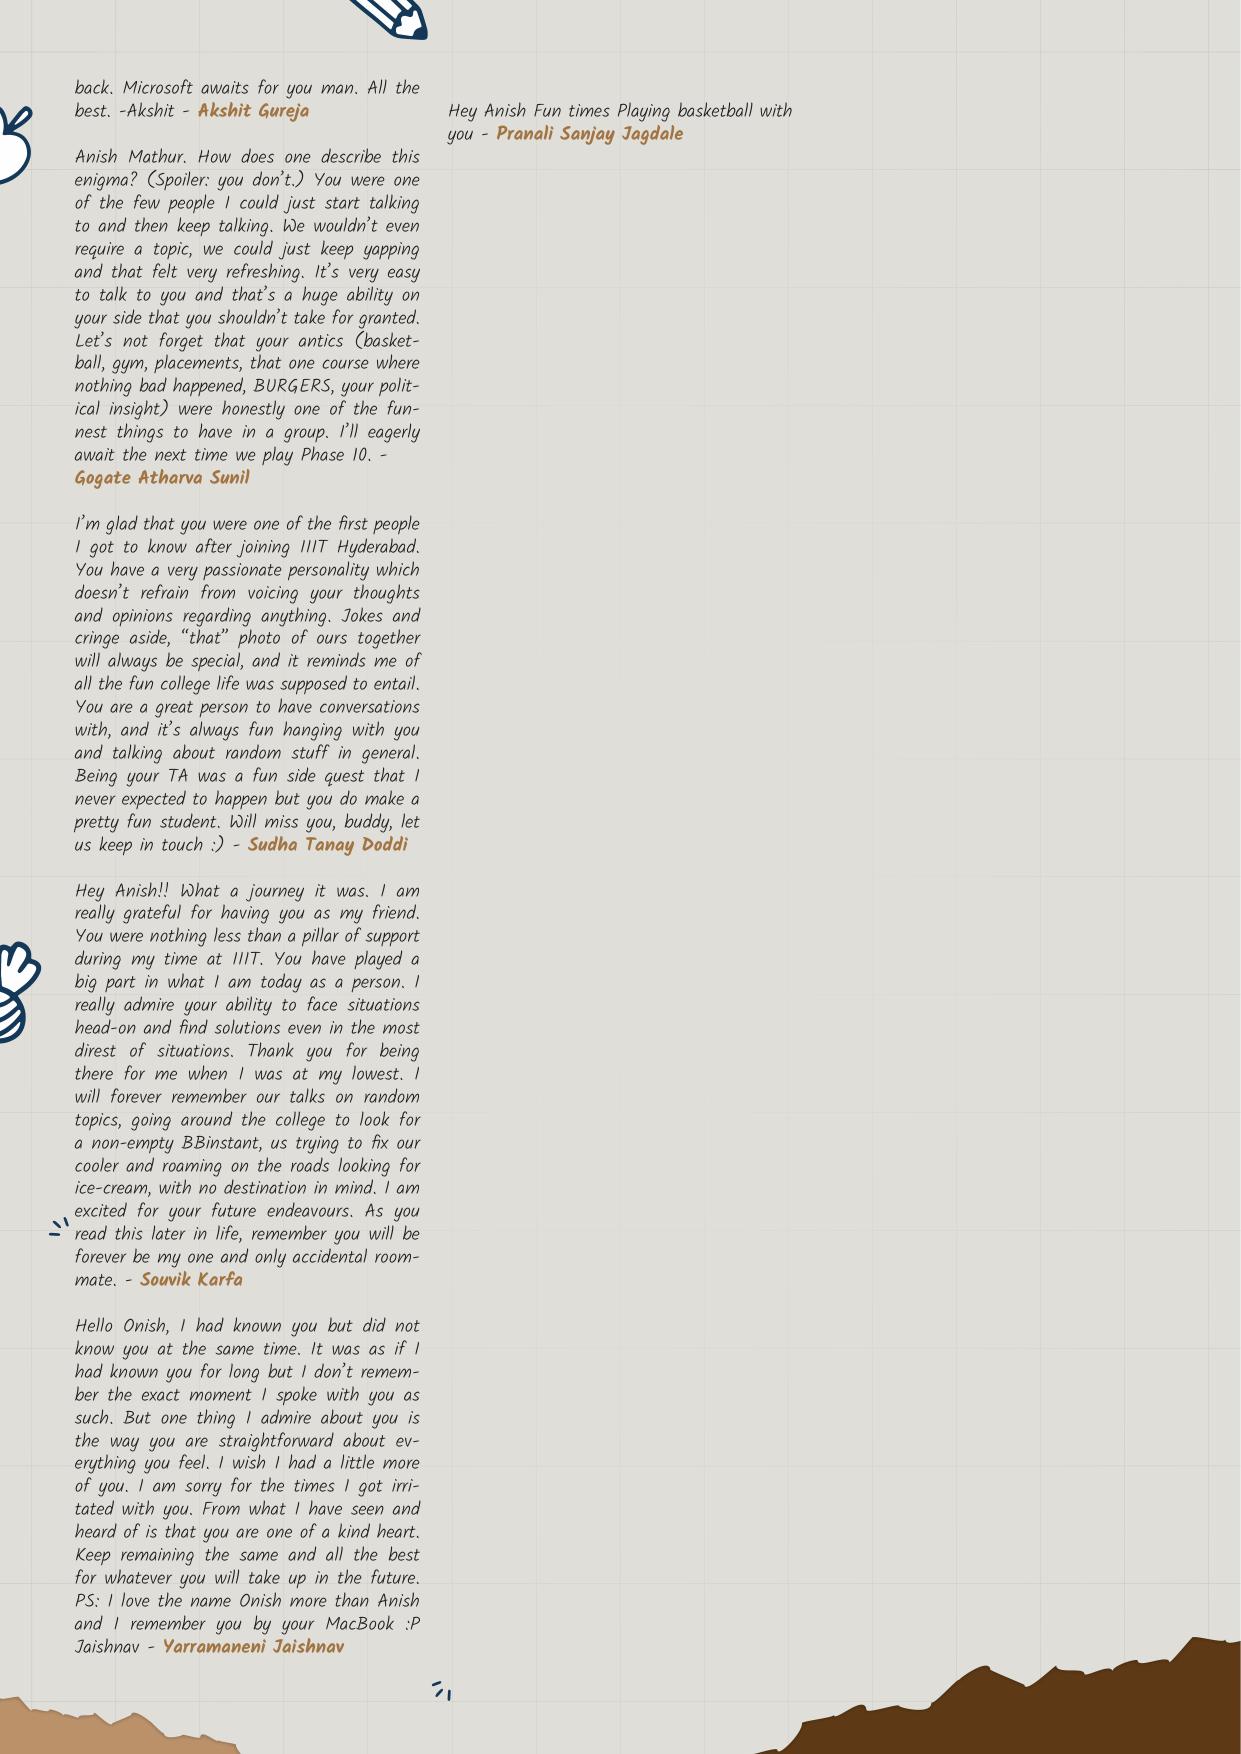 back. Microsoft awaits for you man. All the
best. -Akshit - Akshit Gureja
Anish Mathur. How does one describe this
enigma? (Spoiler: you don't.) You were one
of the few people I could just start talking
to and then keep talking. We wouldn't even
require a topic, we could just keep yapping
and that felt very refreshing. It's very easy
to talk to you and that's a huge ability on
your side that you shouldn't take for granted.
Let's not forget that your antics (basket-
ball, gym, placements, that one course where
nothing bad happened, BURGERS, your polit-
ical insight) were honestly one of the fun-
nest things to have in a group. I'll eagerly
await the next time we play Phase 10. -
Gogate Atharva Sunil
I'm glad that you were one of the first people
I got to know after joining IIIT Hyderabad.
You have a very passionate personality which
doesn't refrain from voicing your thoughts
and opinions regarding anything. Jokes and
cringe aside, “that” photo of ours together
will always be special, and it reminds me of
all the fun college life was supposed to entail.
You are a great person to have conversations
with, and it's always fun hanging with you
and talking about random stuff in general.
Being your TA was a fun side quest that I
never expected to happen but you do make a
pretty fun student. Will miss you, buddy, let
us keep in touch :) - Sudha Tanay Doddi
Hey Anish!! What a journey it was. I am
really grateful for having you as my friend.
You were nothing less than a pillar of support
during my time at IIIT. You have played a
big part in what I am today as a person. I
really admire your ability to face situations
head-on and find solutions even in the most
direst of situations. Thank you for being
there for me when I was at my lowest. I
will forever remember our talks on random
topics, going around the college to look for
a non-empty BBinstant, us trying to fix our
cooler and roaming on the roads looking for
ice-cream, with no destination in mind. I am
excited for your future endeavours. As you
read this later in life, remember you will be
forever be my one and only accidental room-
mate. - Souvik Karfa
Hello Onish, I had known you but did not
know you at the same time. It was as if I
had known you for long but I don't remem-
ber the exact moment I spoke with you as
such. But one thing I admire about you is
the way you are straightforward about ev-
erything you feel. I wish I had a little more
of you. I am sorry for the times I got irri-
tated with you. From what I have seen and
heard of is that you are one of a kind heart.
Keep remaining the same and all the best
for whatever you will take up in the future.
PS: I love the name Onish more than Anish
and I remember you by your MacBook :P
Jaishnav - Yarramaneni Jaishnav
Hey Anish Fun times Playing basketball with
you - Pranali Sanjay Jagdale